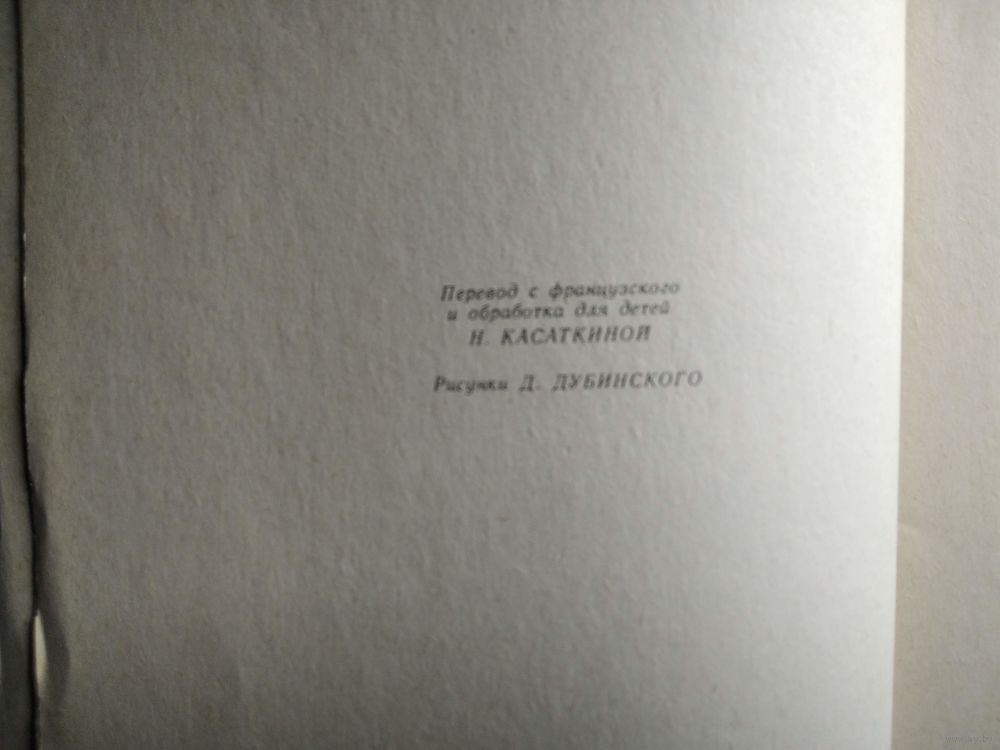 Перевод с французского
и обработка для детей
Н. КАСАТКИНОЙ
Рисунки Д. ДУБИНСКОГО